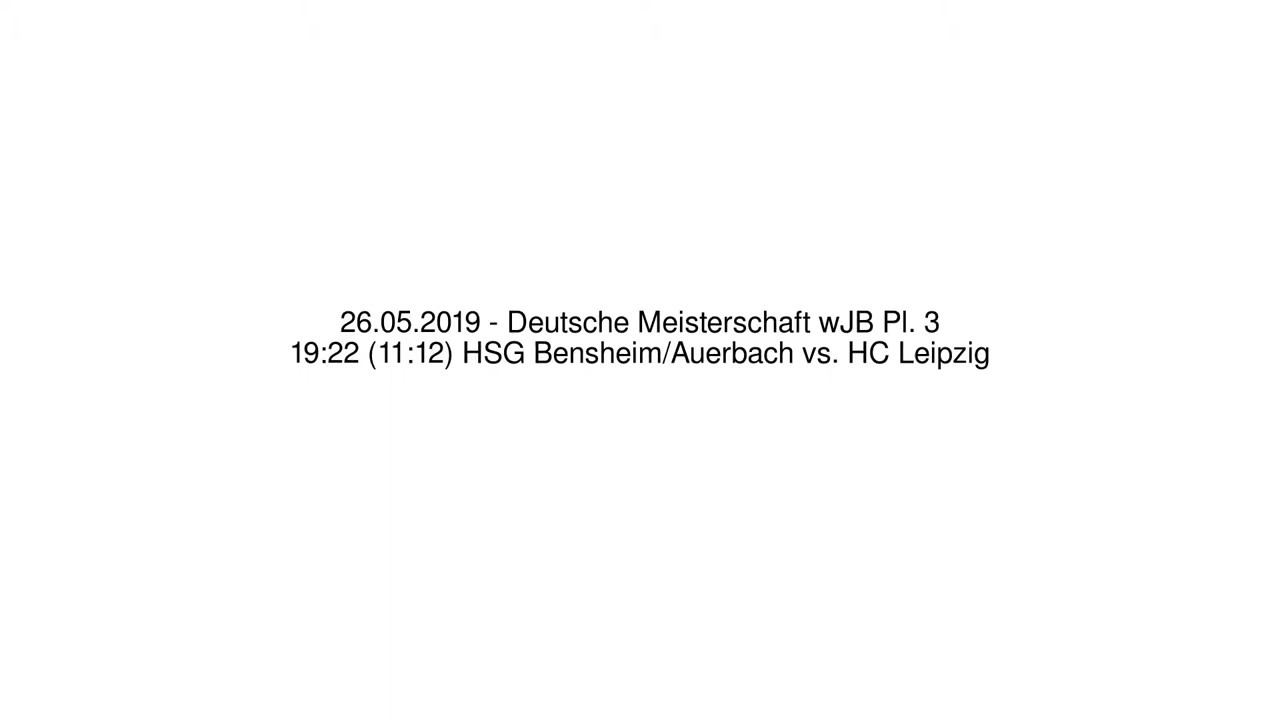 26.05.2019 - Deutsche Meisterschaft wJB Pl. 3
19:22 (11:12) HSG Bensheim/Auerbach vs. HC Leipzig